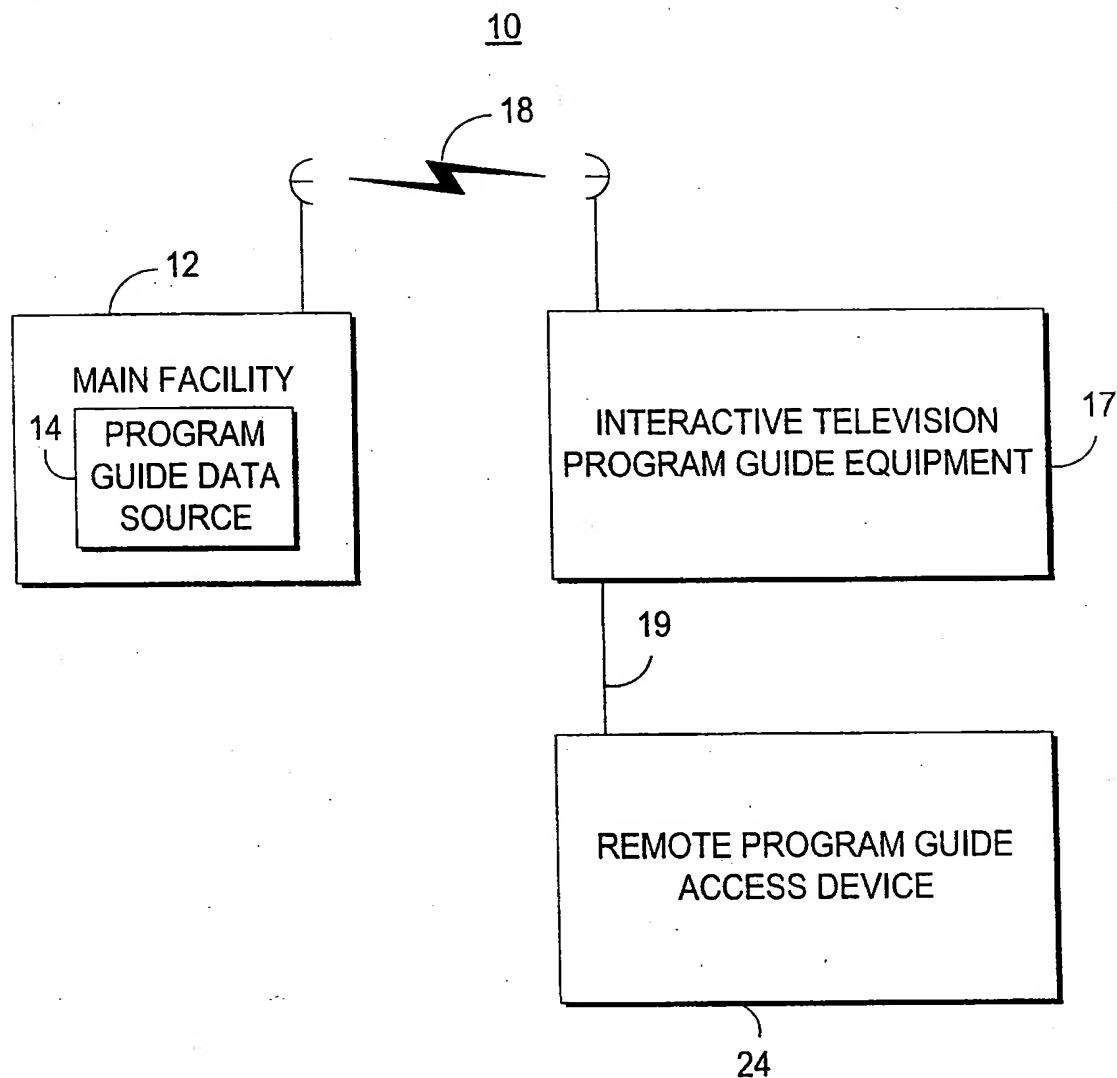 10
18
12
MAIN FACILITY
14
PROGRAM
GUIDE DATA
SOURCE
INTERACTIVE TELEVISION
PROGRAM GUIDE EQUIPMENT
17
19
REMOTE PROGRAM GUIDE
ACCESS DEVICE
24